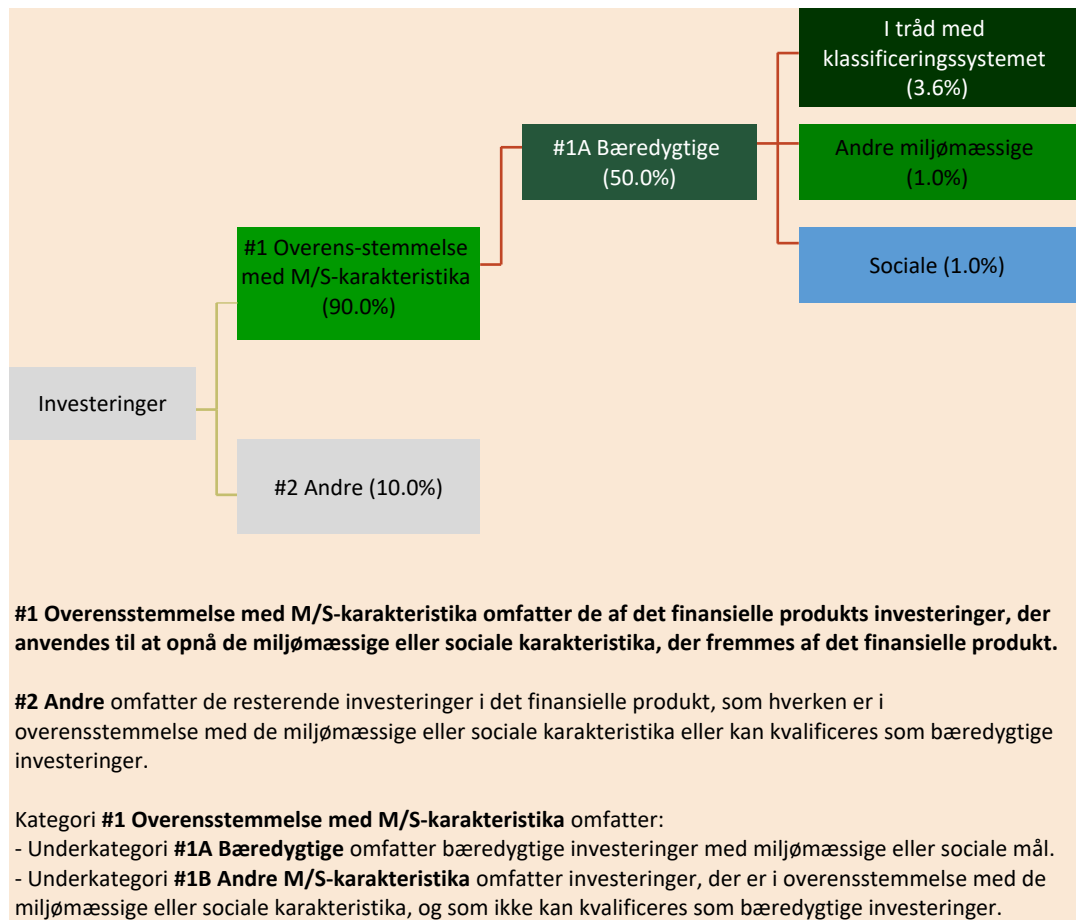 I tråd med
klassificeringssystemet
(3.6%)
#1A Bæredygtige
(50.0%)
Andre miljømæssige
(1.0%)
#1 Overens-stemmelse
med M/S-karakteristika
(90.0%)
Sociale (1.0%)
Investeringer
#2 Andre (10.0%)
#1 Overensstemmelse med M/S-karakteristika omfatter de af det finansielle produkts investeringer, der
anvendes til at opnå de miljømæssige eller sociale karakteristika, der fremmes af det finansielle produkt.
#2 Andre omfatter de resterende investeringer i det finansielle produkt, som hverken er i
overensstemmelse med de miljømæssige eller sociale karakteristika eller kan kvalificeres som bæredygtige
investeringer.
Kategori #1 Overensstemmelse med M/S-karakteristika omfatter:
- Underkategori #1A Bæredygtige omfatter bæredygtige investeringer med miljømæssige eller sociale mål.
- Underkategori #1B Andre M/S-karakteristika omfatter investeringer, der er i overensstemmelse med de
miljømæssige eller sociale karakteristika, og som ikke kan kvalificeres som bæredygtige investeringer.